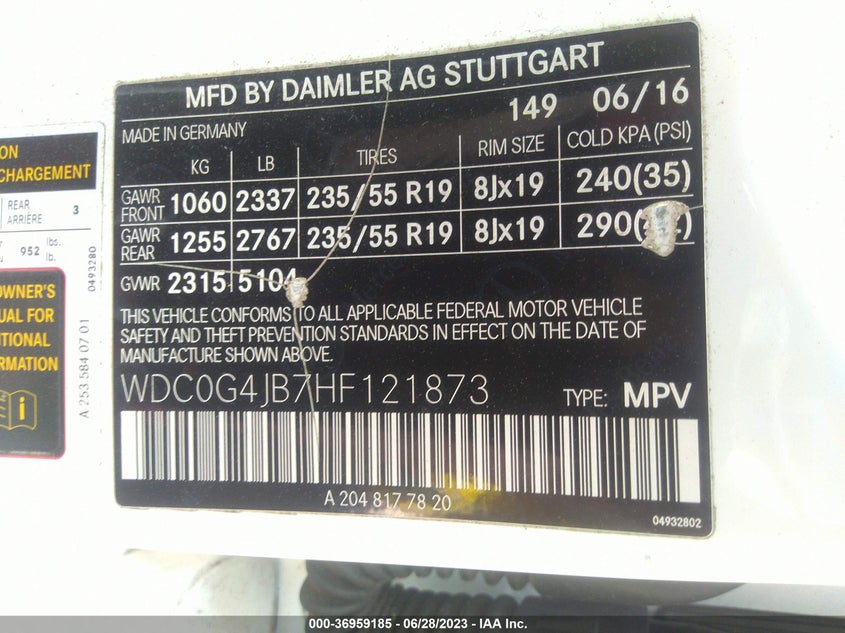 MFD BY DAIMLER AG STUTTGART
149 06/16
MADE IN GERMANY
KG LB TIRES RIM SIZE COLD KPA (PSI)
GAWR FRONT 1060 2337 235/55 R19 8Jx19 240(35)
GAWR REAR 1255 2767 235/55 R19 8Jx19 290(
GVWR 2315 5104
THIS VEHICLE CONFORMS TO ALL APPLICABLE FEDERAL MOTOR VEHICLE
SAFETY AND THEFT PREVENTION STANDARDS IN EFFECT ON THE DATE OF
MANUFACTURE SHOWN ABOVE.
WDC0G4JB7HF121873 TYPE: MPV
A 204 817 78 20
04932802
ON
CHARGEMENT
REAR
ARRIÈRE 3
952 lbs.
lb.
0493280
OWNER'S
UAL FOR
ITIONAL
RMATION
A 253 584 07 01
000-36959185 - 06/28/2023 - IAA Inc.